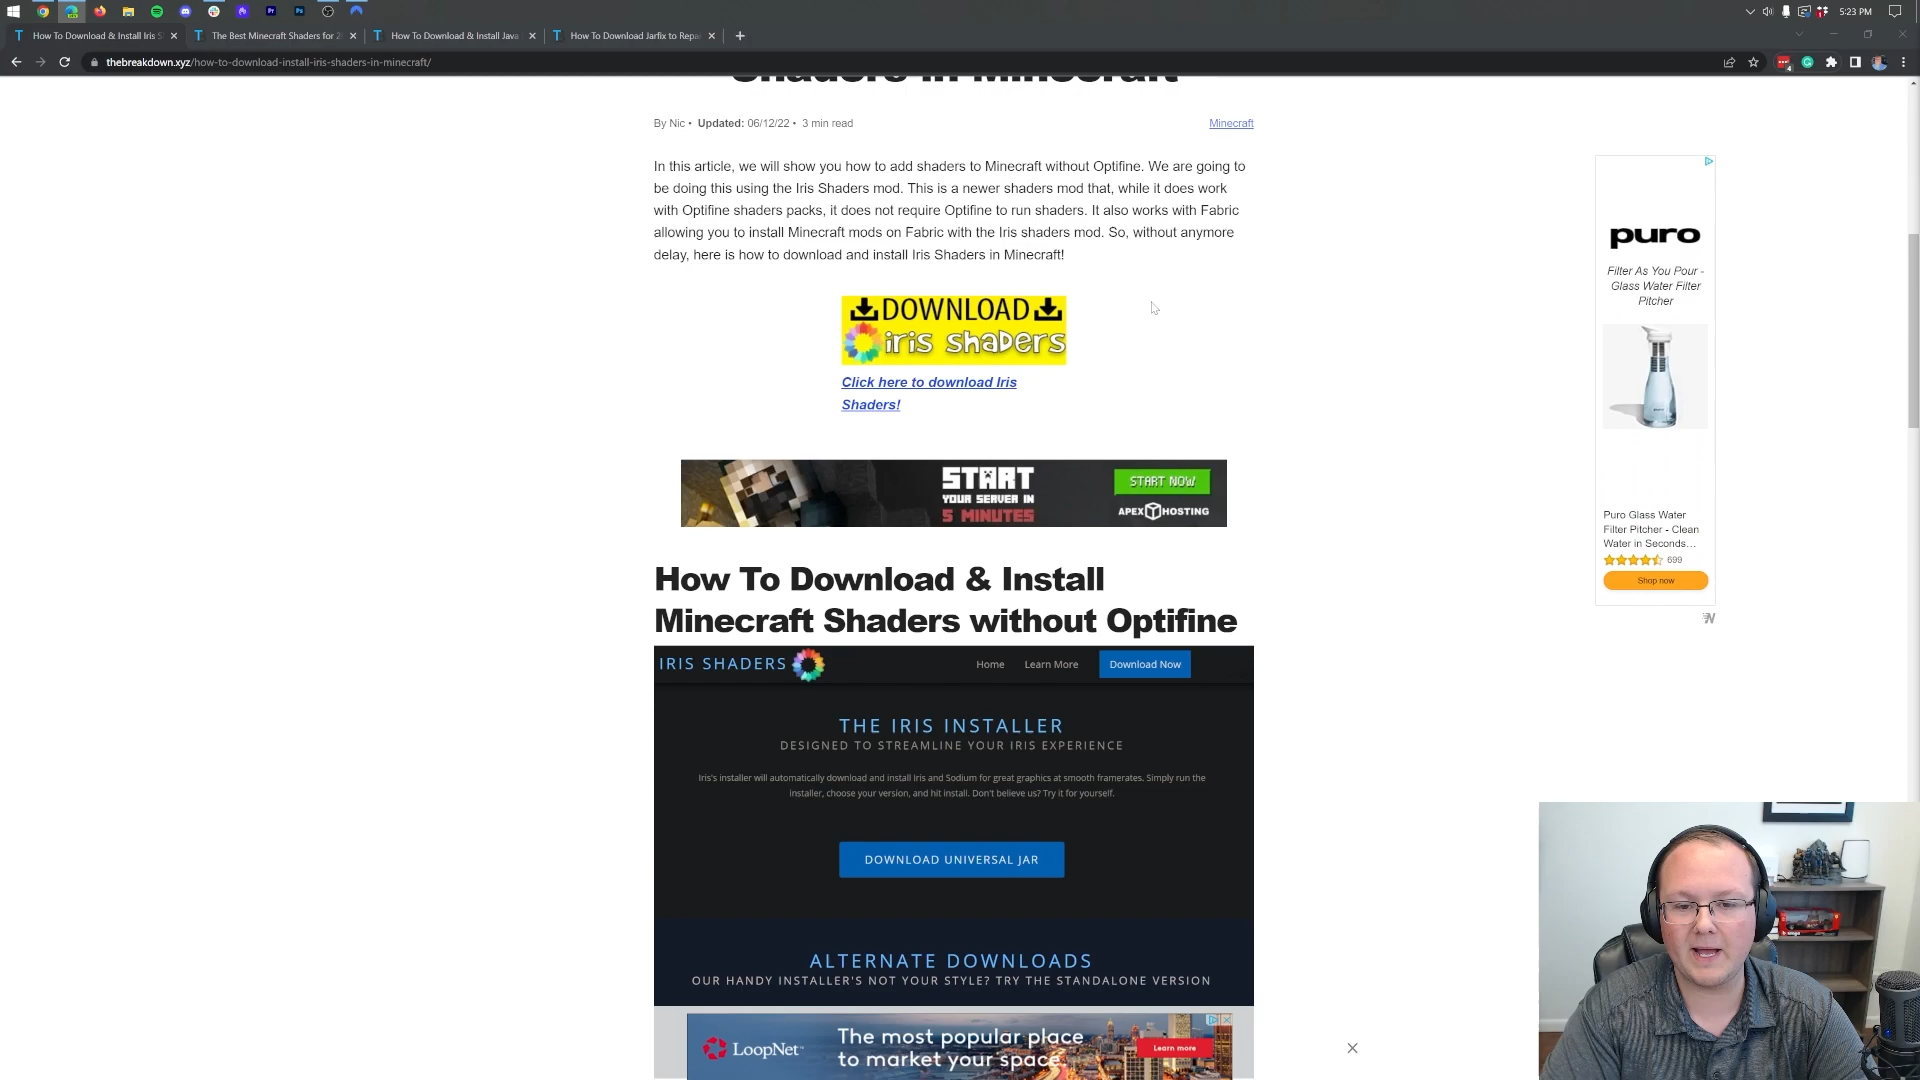 5:23 PM
How To Download & Install Iris S
The Best Minecraft Shaders for 2
How To Download & Install Java
How To Download Jarfix to Repa
thebreakdown.xyz/how-to-download-install-iris-shaders-in-minecraft/
Shaders in Minecraft
By Nic • Updated: 06/12/22 • 3 min read
Minecraft
In this article, we will show you how to add shaders to Minecraft without Optifine. We are going to
be doing this using the Iris Shaders mod. This is a newer shaders mod that, while it does work
with Optifine shaders packs, it does not require Optifine to run shaders. It also works with Fabric
allowing you to install Minecraft mods on Fabric with the Iris shaders mod. So, without anymore
delay, here is how to download and install Iris Shaders in Minecraft!
DOWNLOAD
iris shaders
Click here to download Iris
Shaders!
START
YOUR SERVER IN
5 MINUTES
START NOW
APEX HOSTING
How To Download & Install
Minecraft Shaders without Optifine
IRIS SHADERS
Home
Learn More
Download Now
THE IRIS INSTALLER
DESIGNED TO STREAMLINE YOUR IRIS EXPERIENCE
Iris's installer will automatically download and install Iris and Sodium for great graphics at smooth framerates. Simply run the
installer, choose your version, and hit install. Don't believe us? Try it for yourself.
DOWNLOAD UNIVERSAL JAR
ALTERNATE DOWNLOADS
OUR HANDY INSTALLER'S NOT YOUR STYLE? TRY THE STANDALONE VERSION
LoopNet
The most popular place
to market your space.
Learn more
puro
Filter As You Pour -
Glass Water Filter
Pitcher
Puro Glass Water
Filter Pitcher - Clean
Water in Seconds...
699
Shop now